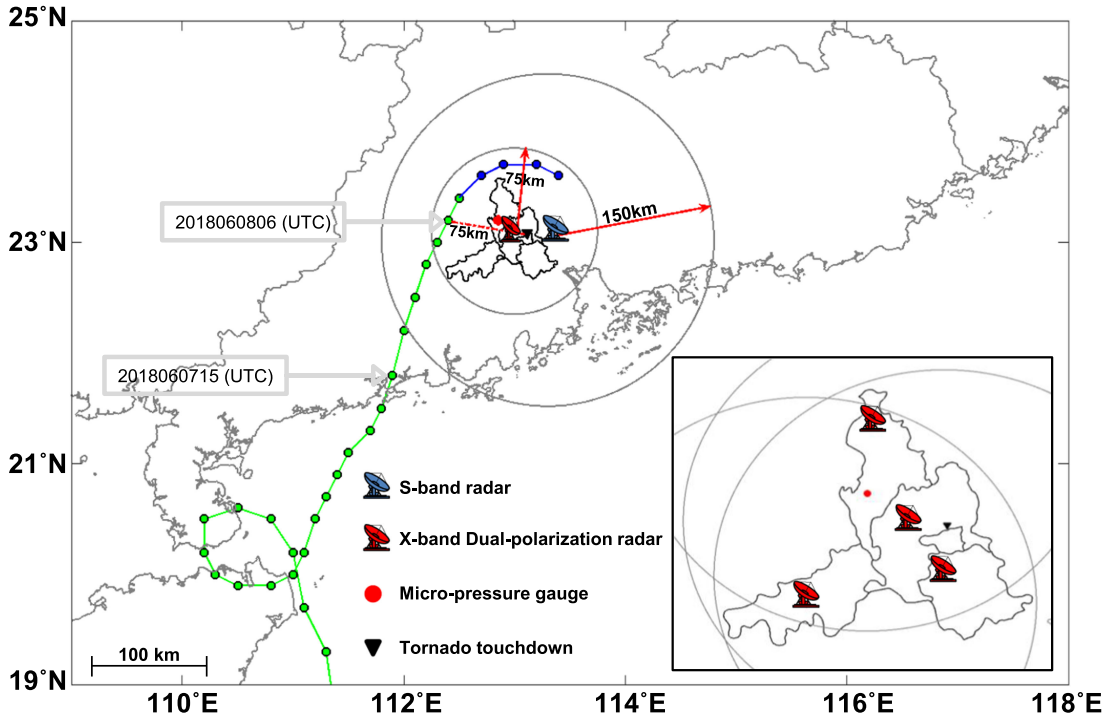 25°N
2018060806 (UTC)
75km
75km
150km
23°N
2018060715 (UTC)
21°N
S-band radar
X-band Dual-polarization radar
Micro-pressure gauge
Tornado touchdown
100 km
19°N
110°E
112°E
114°E
116°E
118°E